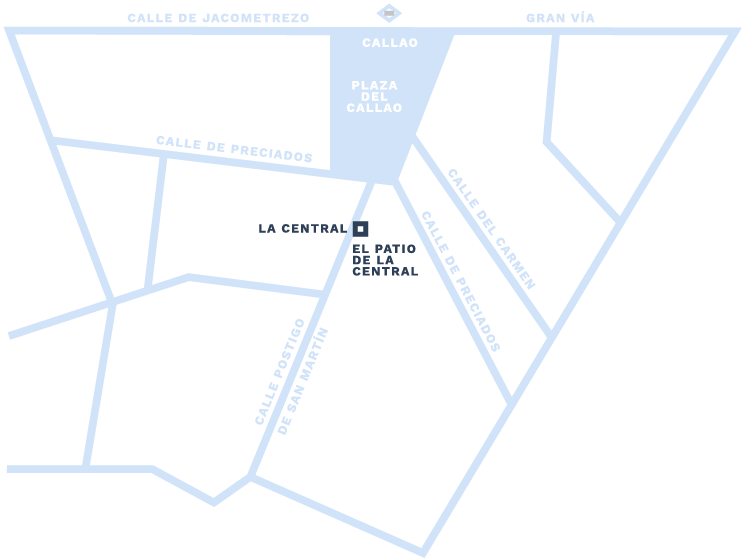 CALLE DE JACOMETREZO
GRAN VÍA
CALLAO
PLAZA
DEL
CALLAO
CALLE DE PRECIADOS
CALLE DEL CARMEN
CALLE DE PRECIADOS
LA CENTRAL
EL PATIO
DE LA
CENTRAL
CALLE POSTIGO
DE SAN MARTÍN